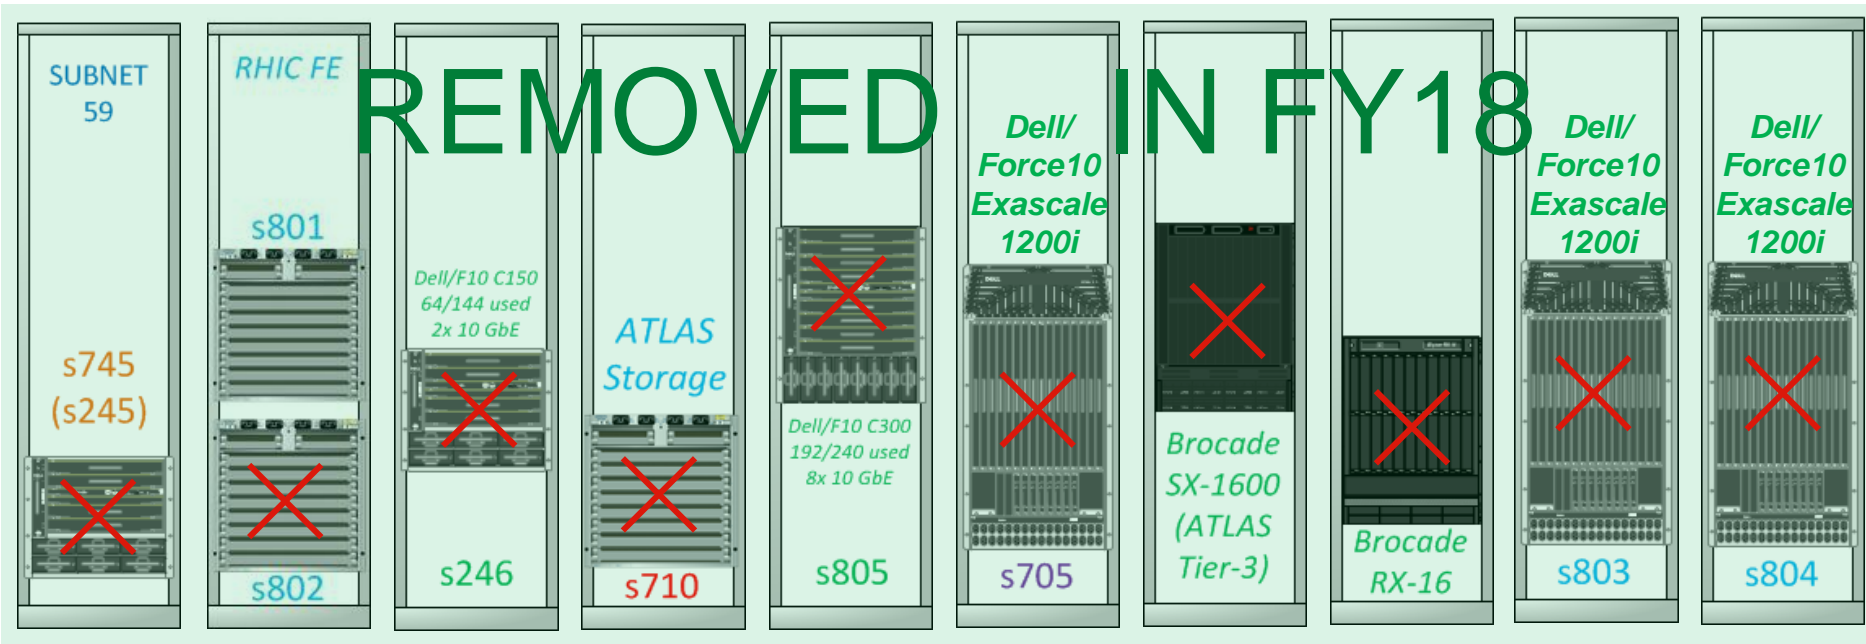 REMOVED IN FY18
SUBNET
59
s745
(s245)
RHIC FE
s801
s802
Dell/F10 C150
64/144 used
2x 10 GbE
s246
ATLAS
Storage
s710
Dell/F10 C300
192/240 used
8x 10 GbE
s805
Dell/
Force10
Exascale
1200i
s705
Brocade
SX-1600
(ATLAS
Tier-3)
Brocade
RX-16
Dell/
Force10
Exascale
1200i
s803
Dell/
Force10
Exascale
1200i
s804